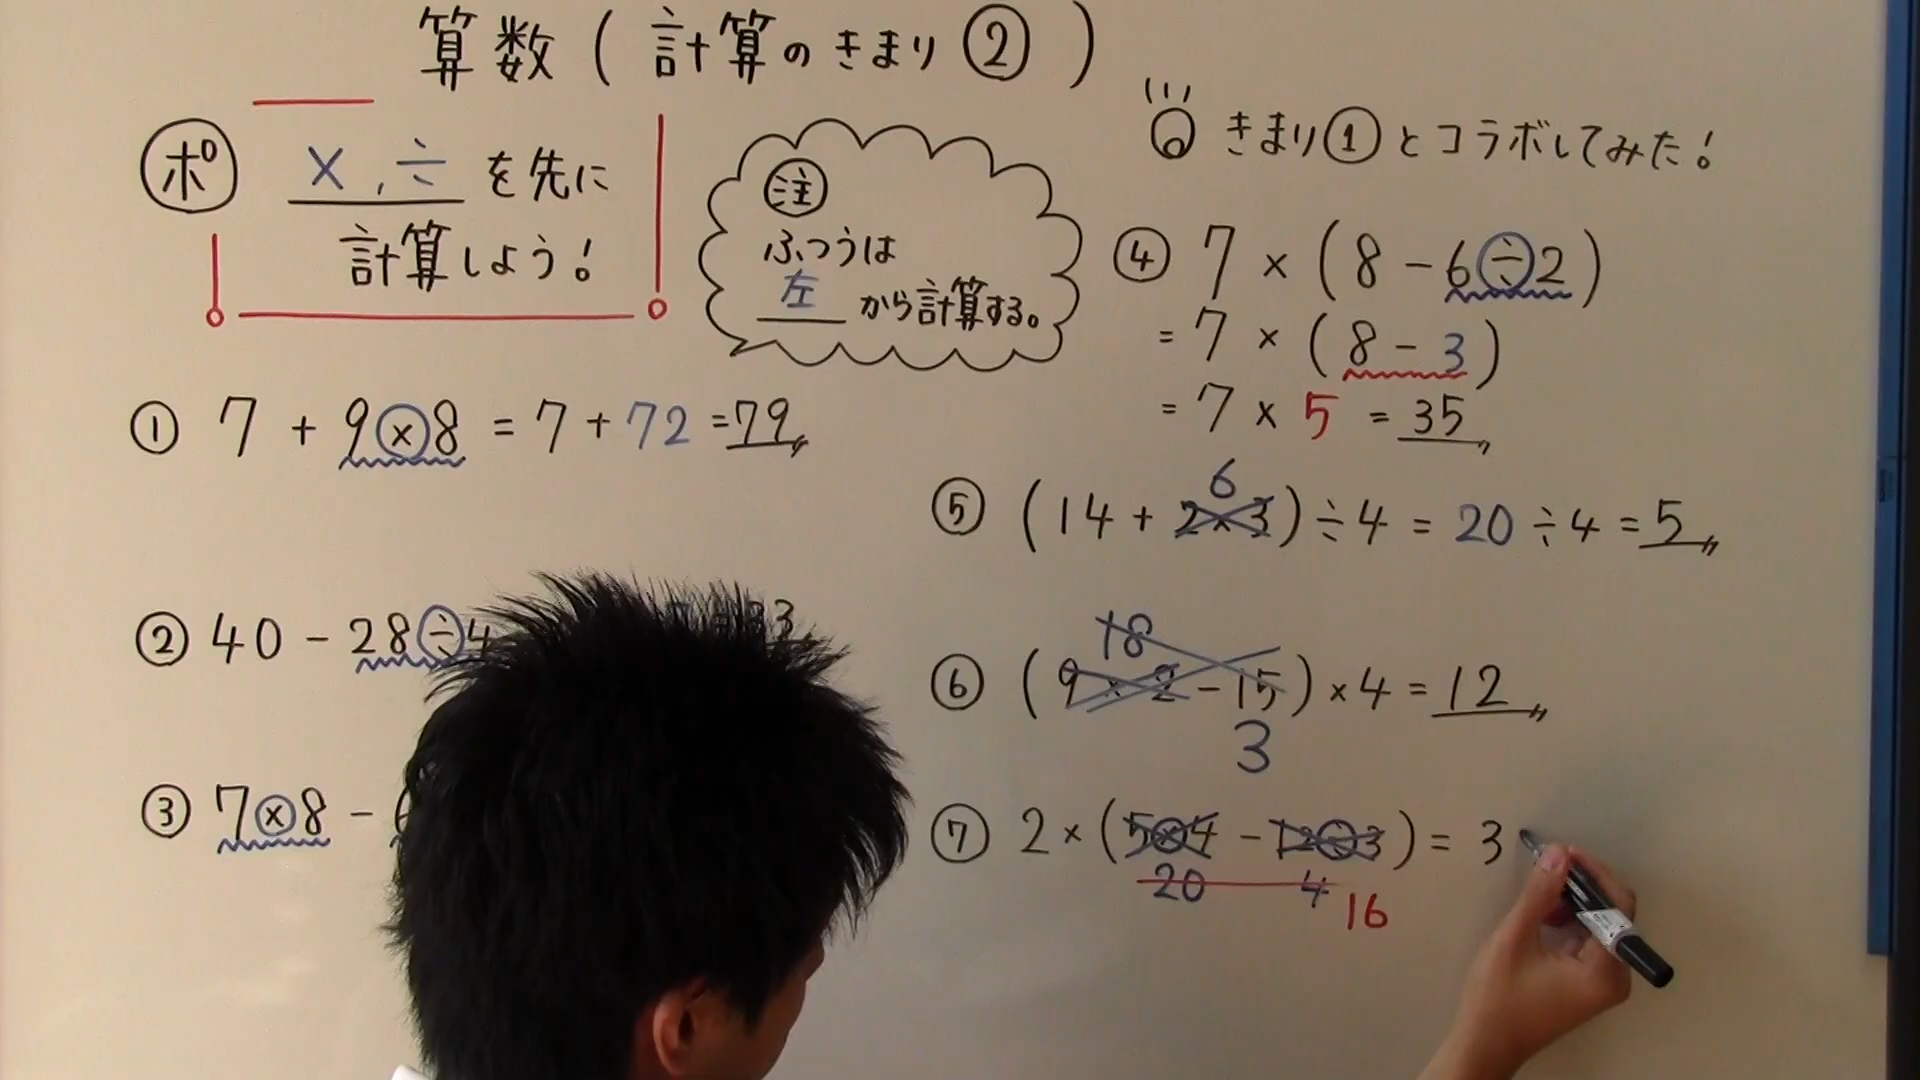 算数(計算のきまり②)
ポ ×,÷を先に
計算しよう!
注
ふつうは
左から計算する。
① 7+9×8=7+72=79
② 40-28÷4 33
③ 7×8-
きまり①とコラボしてみた!
④ 7×(8-6÷2)
=7×(8-3)
=7×5=35
6
⑤ (14+2×3)÷4=20÷4=5
18
⑥ (9×2-15)×4=12
3
⑦ 2×(5×4-12÷3)=3
20 4 16